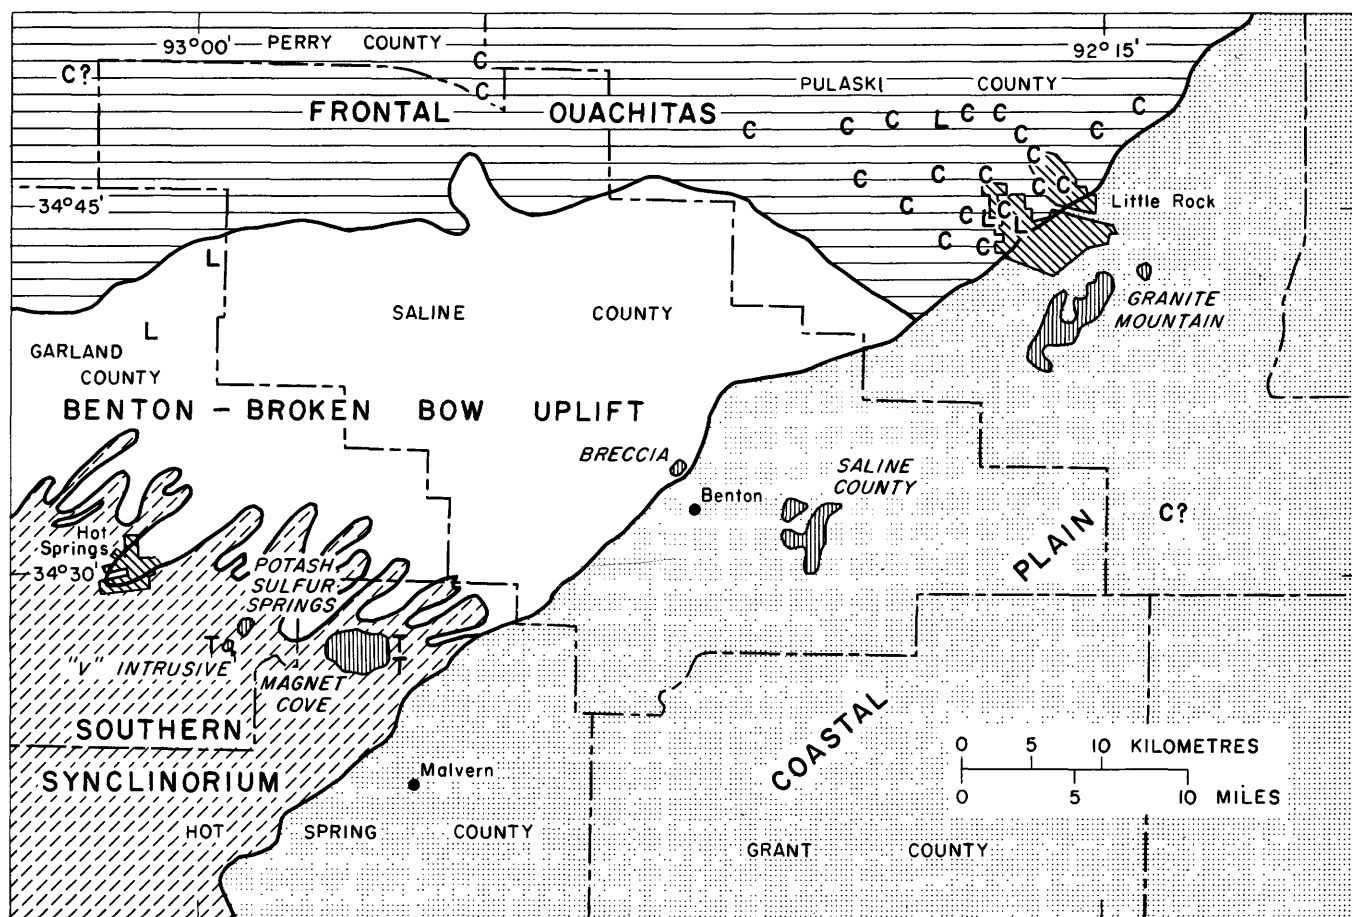 93°00'
PERRY COUNTY
92°15'
C
C?
C
PULASKI COUNTY
FRONTAL OUACHITAS
C
C
C
C
L
C
C
C
C
C
C
C
C
C
C
C
34°45'
Little Rock
C
C
C
L
L
C
C
L
GRANITE
MOUNTAIN
SALINE COUNTY
L
GARLAND
COUNTY
BENTON – BROKEN BOW UPLIFT
BRECCIA
SALINE
COUNTY
Benton
C?
Hot
Springs
34°30'
PLAIN
POTASH
SULFUR
SPRINGS
T
T
T
"V" INTRUSIVE
MAGNET
COVE
SOUTHERN
SYNCLINORIUM
COASTAL
0 5 10 KILOMETRES
0 5 10 MILES
Malvern
HOT SPRING COUNTY
GRANT COUNTY